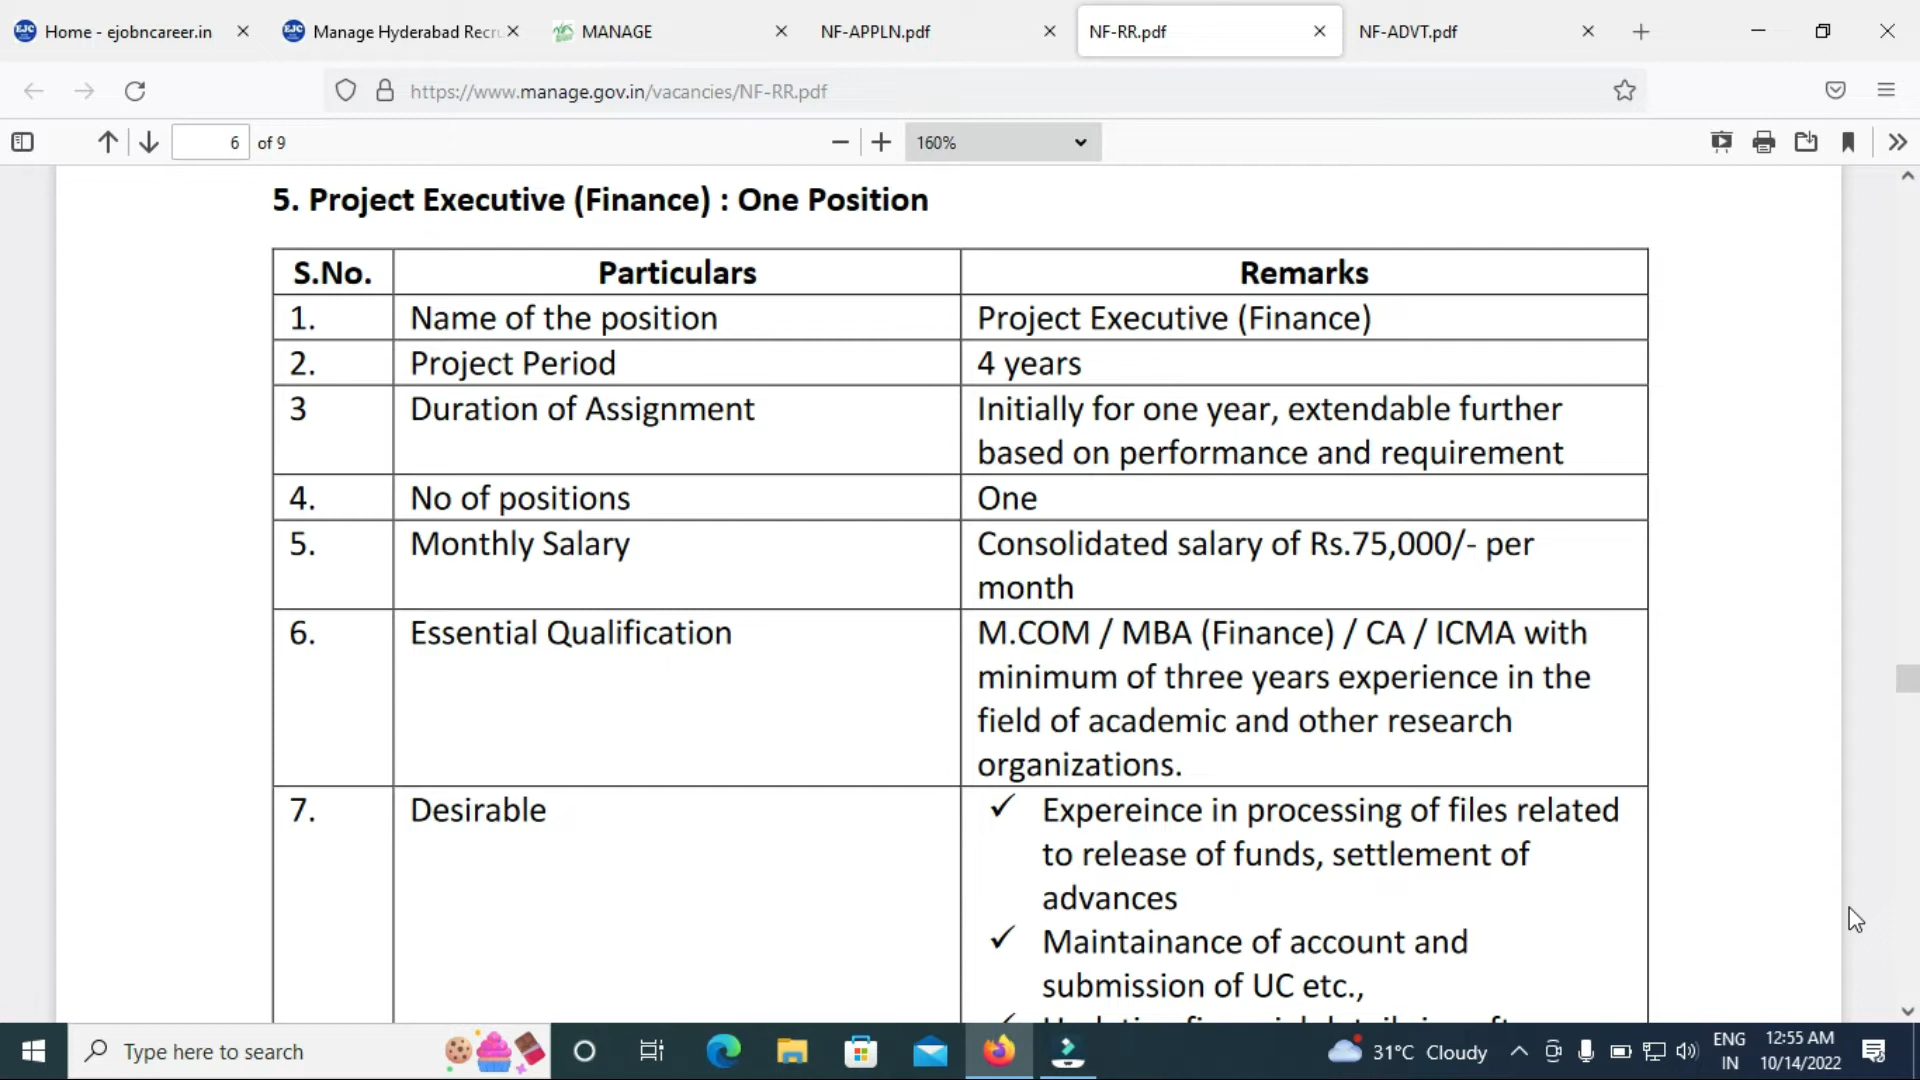 Home - ejobncareer.in
Manage Hyderabad Recru
MANAGE
NF-APPLN.pdf
NF-RR.pdf
NF-ADVT.pdf
https://www.manage.gov.in/vacancies/NF-RR.pdf
6 of 9
160%
5. Project Executive (Finance) : One Position
S.No. Particulars Remarks
1. Name of the position Project Executive (Finance)
2. Project Period 4 years
3 Duration of Assignment Initially for one year, extendable further
based on performance and requirement
4. No of positions One
5. Monthly Salary Consolidated salary of Rs.75,000/- per
month
6. Essential Qualification M.COM / MBA (Finance) / CA / ICMA with
minimum of three years experience in the
field of academic and other research
organizations.
7. Desirable ✓ Expereince in processing of files related
to release of funds, settlement of
advances
✓ Maintainance of account and
submission of UC etc.,
Type here to search
31°C Cloudy
ENG
IN
12:55 AM
10/14/2022